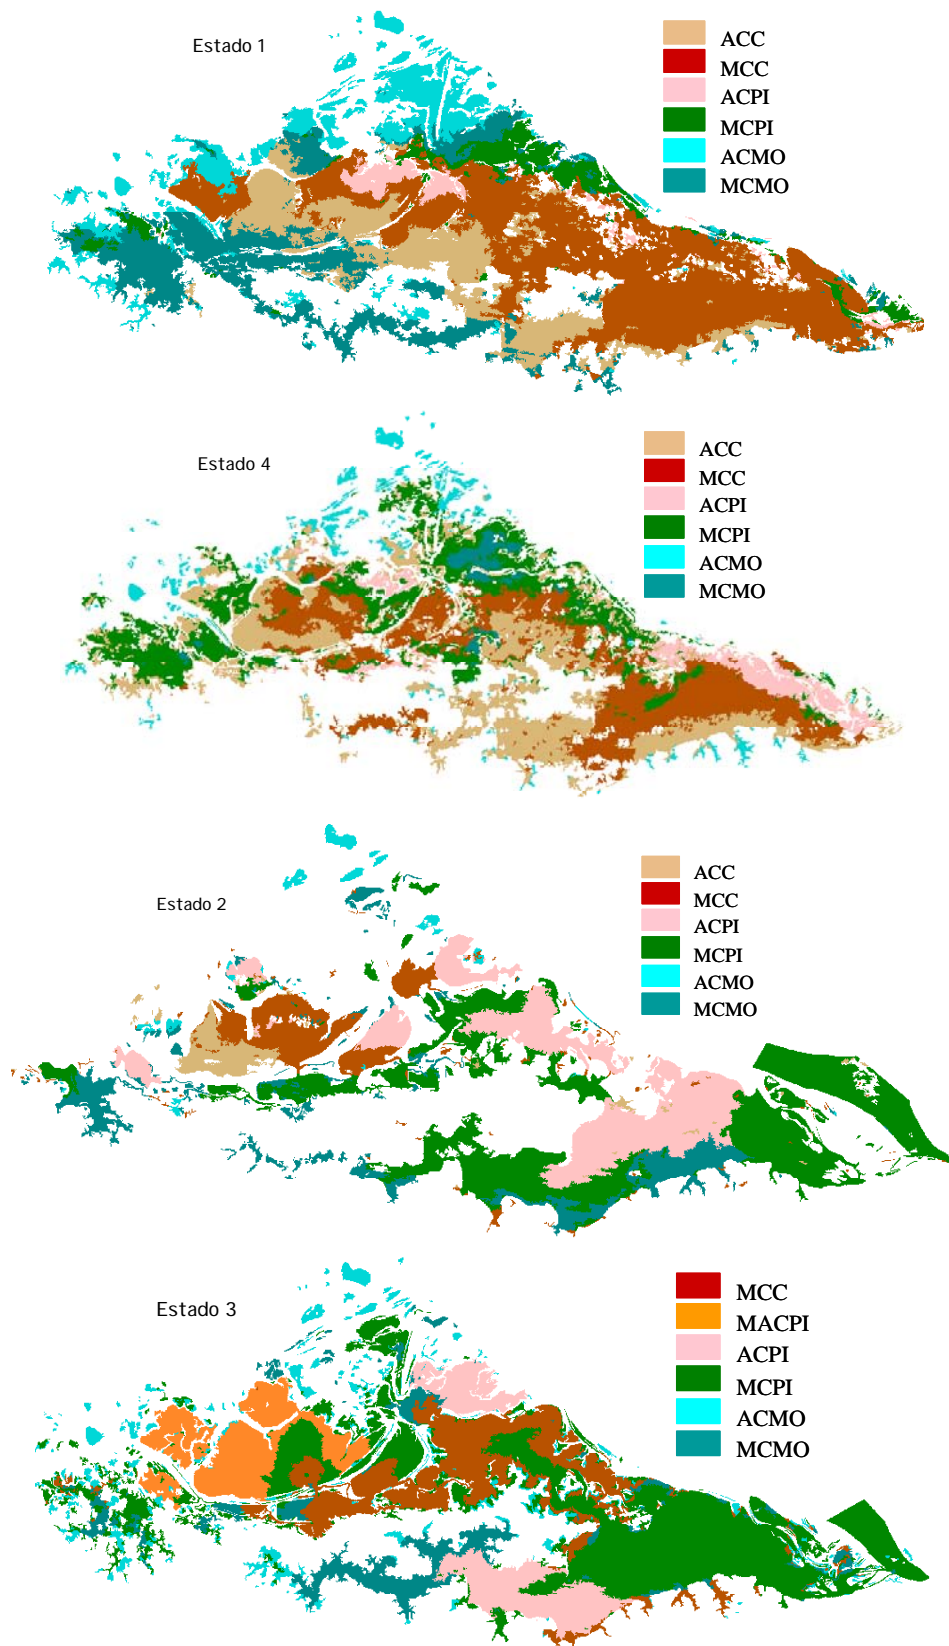 Estado 1
ACC
MCC
ACPI
MCPI
ACMO
MCMO
Estado 4
ACC
MCC
ACPI
MCPI
ACMO
MCMO
Estado 2
ACC
MCC
ACPI
MCPI
ACMO
MCMO
Estado 3
MCC
MACPI
ACPI
MCPI
ACMO
MCMO